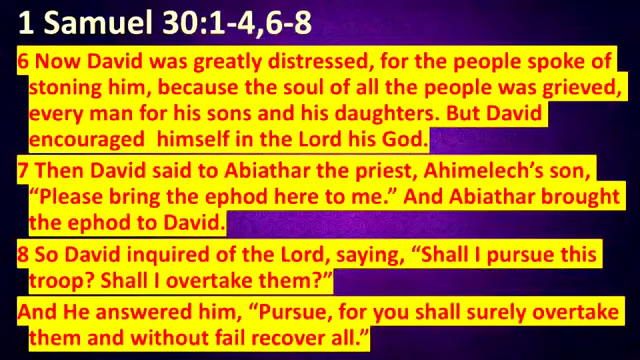 1 Samuel 30:1-4,6-8
6 Now David was greatly distressed, for the people spoke of
stoning him, because the soul of all the people was grieved,
every man for his sons and his daughters. But David
encouraged  himself in the Lord his God.
7 Then David said to Abiathar the priest, Ahimelech’s son,
“Please bring the ephod here to me.” And Abiathar brought
the ephod to David.
8 So David inquired of the Lord, saying, “Shall I pursue this
troop? Shall I overtake them?”
And He answered him, “Pursue, for you shall surely overtake
them and without fail recover all.”